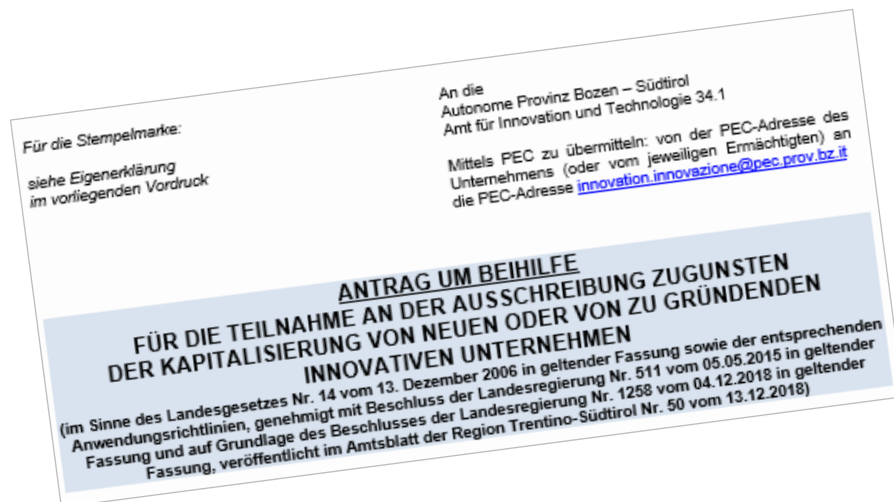 Für die Stempelmarke:
siehe Eigenerklärung
im vorliegenden Vordruck
An die
Autonome Provinz Bozen – Südtirol
Amt für Innovation und Technologie 34.1
Mittels PEC zu übermitteln: von der PEC-Adresse des
Unternehmens (oder vom jeweiligen Ermächtigten) an
die PEC-Adresse innovation.innovazione@pec.prov.bz.it
ANTRAG UM BEIHILFE
FÜR DIE TEILNAHME AN DER AUSSCHREIBUNG ZUGUNSTEN
DER KAPITALISIERUNG VON NEUEN ODER VON ZU GRÜNDENDEN
INNOVATIVEN UNTERNEHMEN
(im Sinne des Landesgesetzes Nr. 14 vom 13. Dezember 2006 in geltender Fassung sowie der entsprechenden
Anwendungsrichtlinien, genehmigt mit Beschluss der Landesregierung Nr. 511 vom 05.05.2015 in geltender
Fassung und auf Grundlage des Beschlusses der Landesregierung Nr. 1258 vom 04.12.2018 in geltender
Fassung, veröffentlicht im Amtsblatt der Region Trentino-Südtirol Nr. 50 vom 13.12.2018)